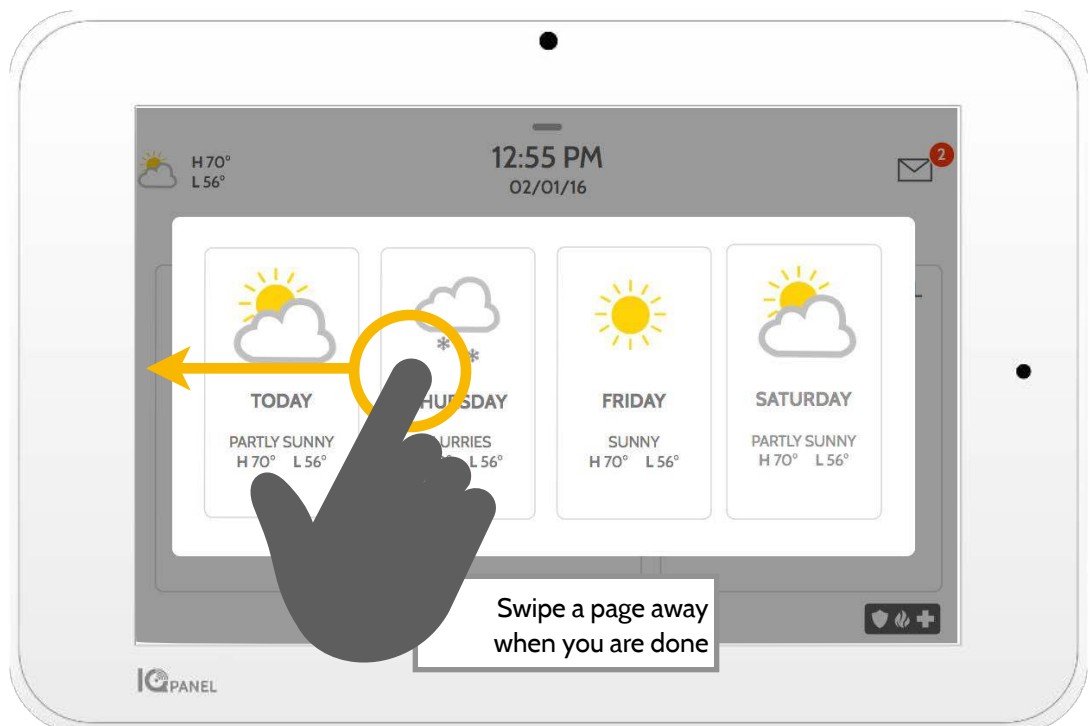 H 70°
L 56°
12:55 PM
02/01/16
2
TODAY
PARTLY SUNNY
H 70° L 56°
L 56°
FRIDAY
SUNNY
H 70° L 56°
SATURDAY
PARTLY SUNNY
H 70° L 56°
Swipe a page away
when you are done
IQ PANEL